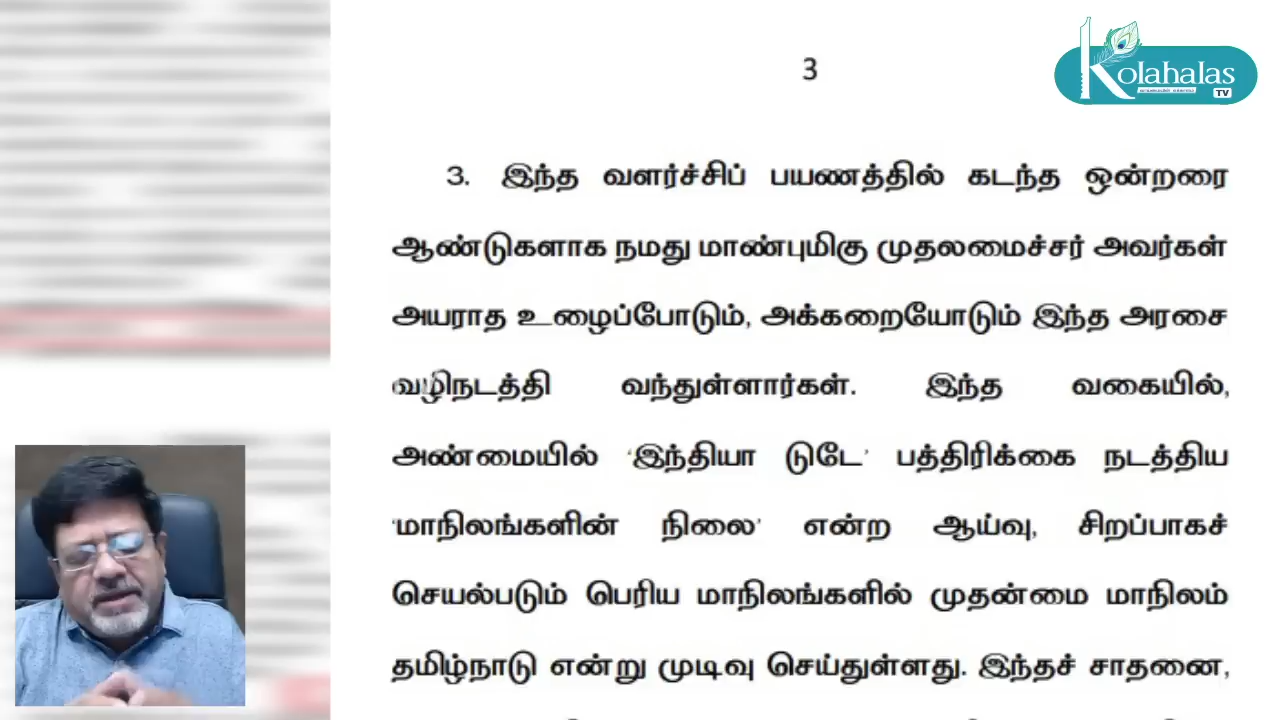 Kolahalas
TV
3
3. இந்த வளர்ச்சிப் பயணத்தில் கடந்த ஒன்றரை
ஆண்டுகளாக நமது மாண்புமிகு முதலமைச்சர் அவர்கள்
அயராத உழைப்போடும், அக்கறையோடும் இந்த அரசை
வழிநடத்தி வந்துள்ளார்கள். இந்த வகையில்,
அண்மையில் ‘இந்தியா டுடே’ பத்திரிக்கை நடத்திய
‘மாநிலங்களின் நிலை’ என்ற ஆய்வு, சிறப்பாகச்
செயல்படும் பெரிய மாநிலங்களில் முதன்மை மாநிலம்
தமிழ்நாடு என்று முடிவு செய்துள்ளது. இந்தச் சாதனை,